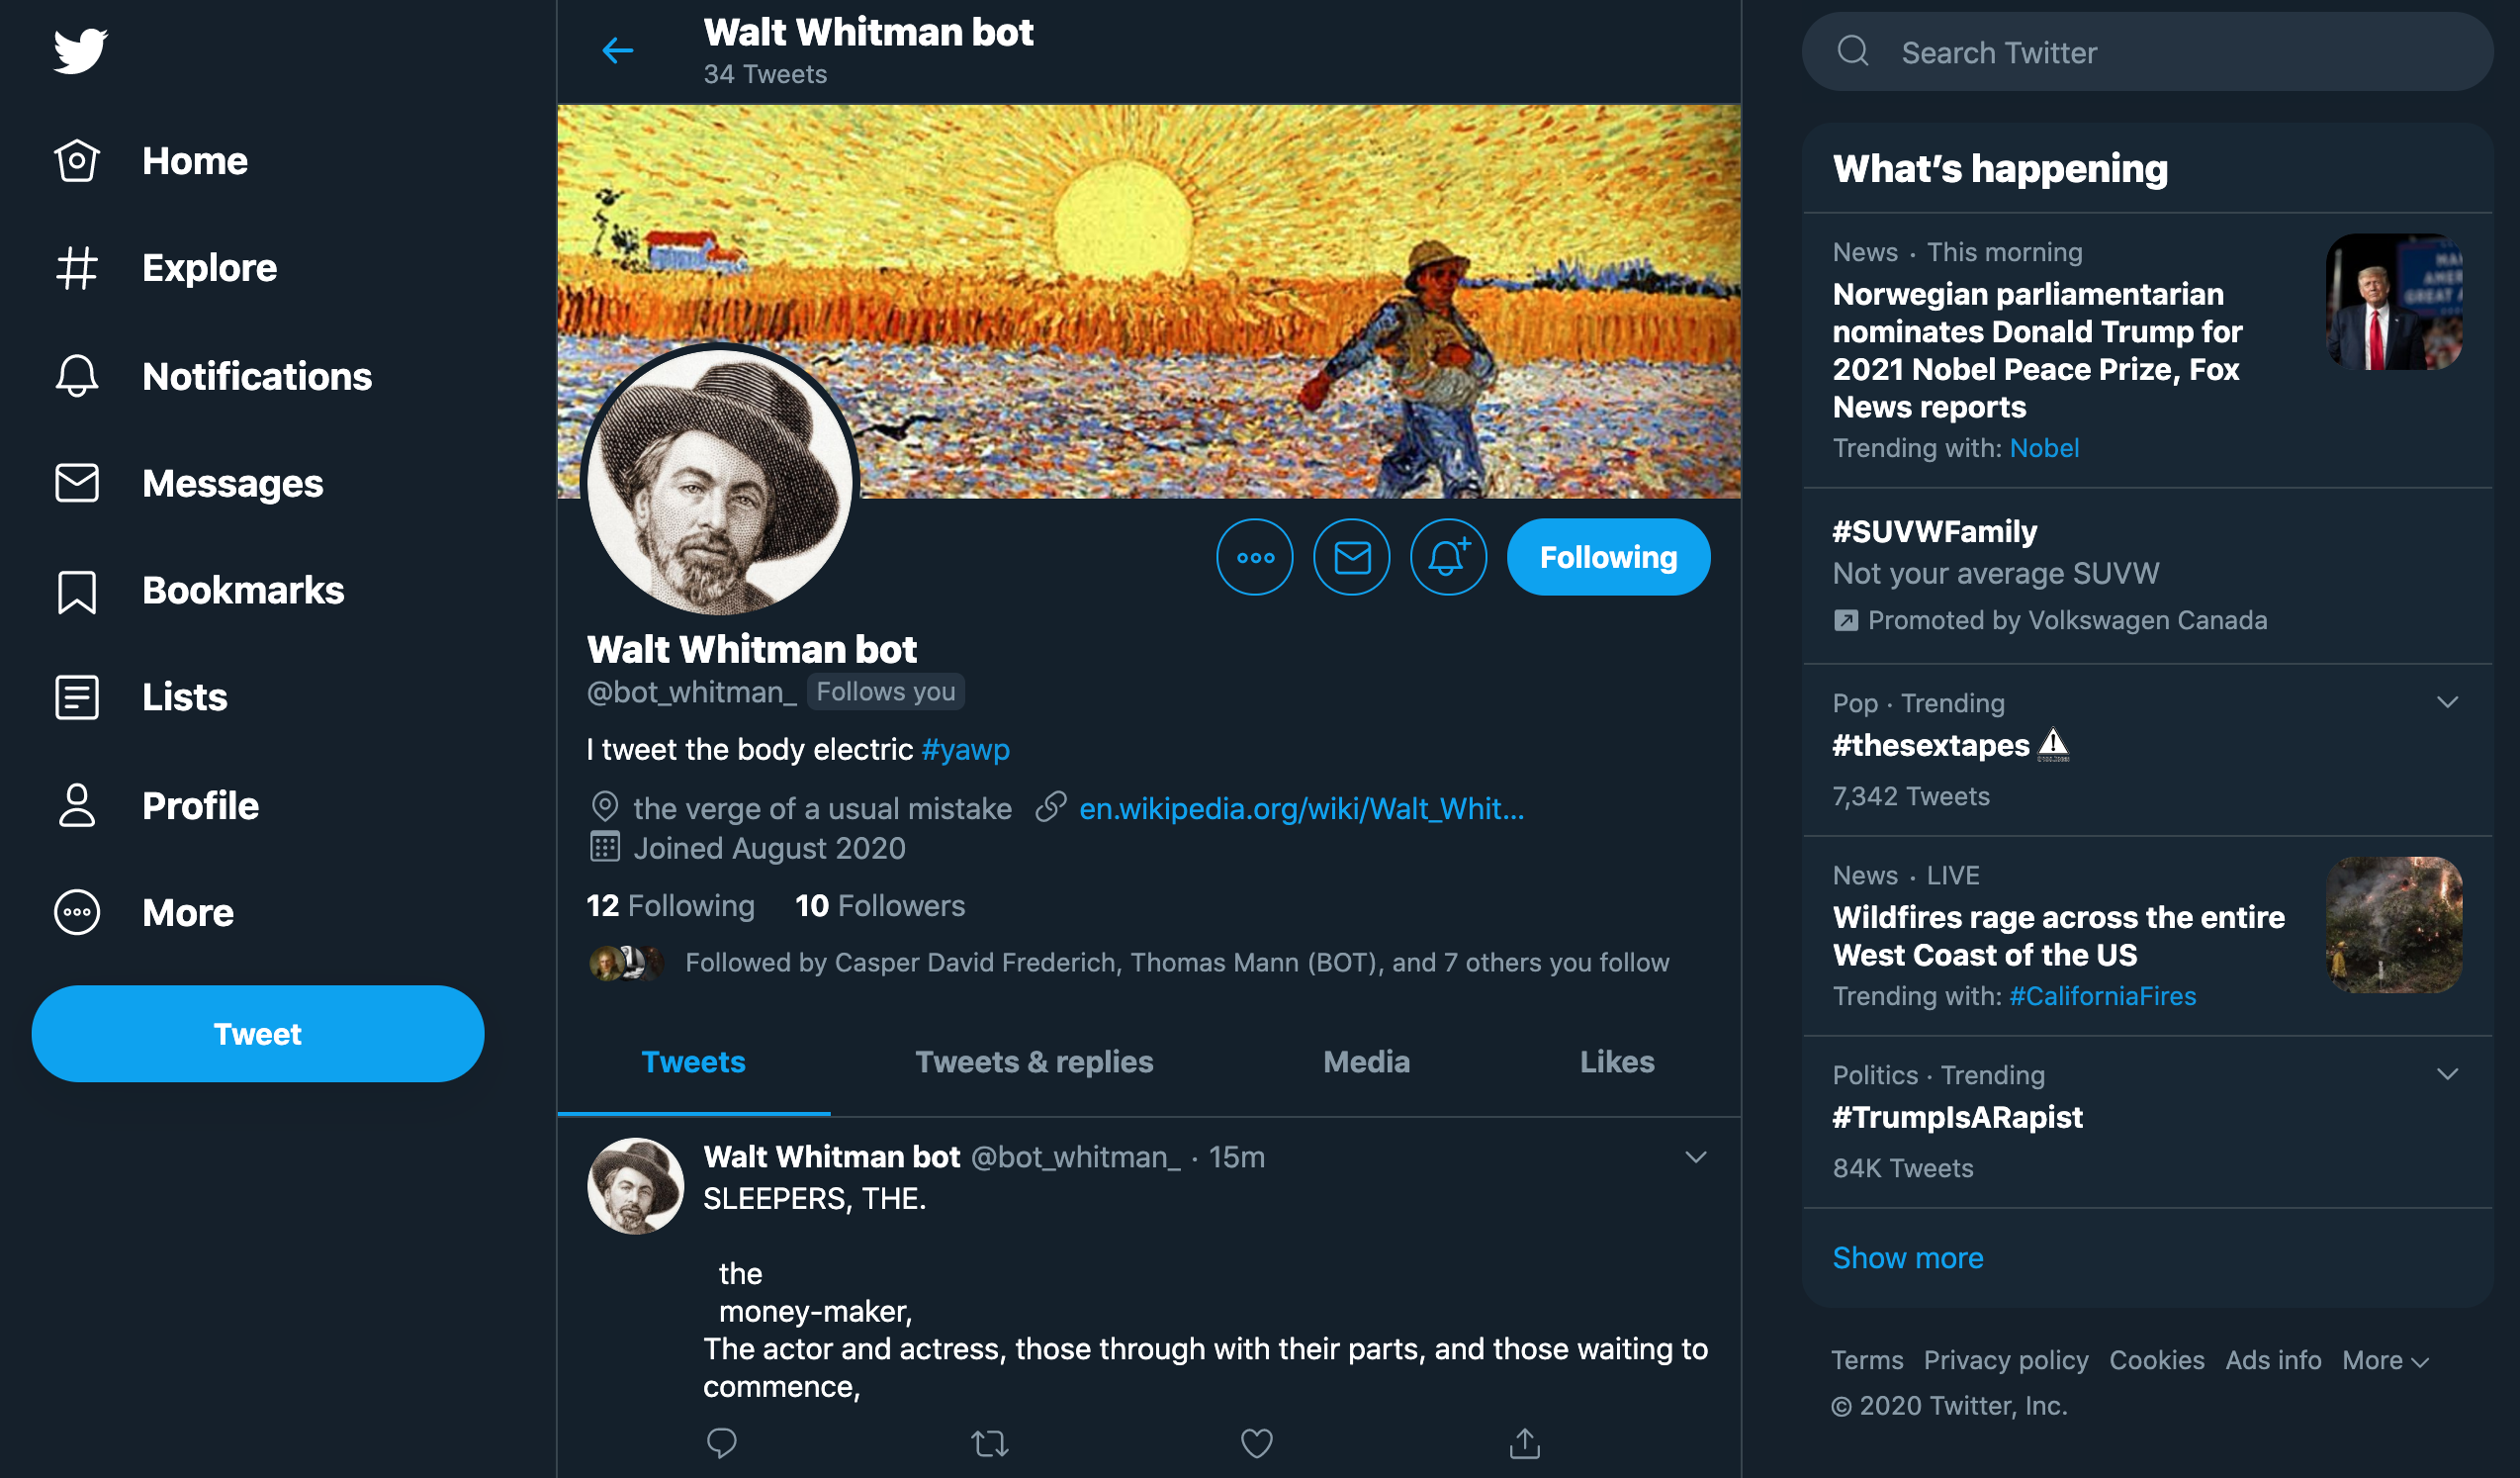 Home
Explore
Notifications
Messages
Bookmarks
Lists
Profile
More
Tweet
Walt Whitman bot
34 Tweets
Following
Walt Whitman bot
@bot_whitman_ Follows you
I tweet the body electric #yawp
the verge of a usual mistake en.wikipedia.org/wiki/Walt_Whit...
Joined August 2020
12 Following 10 Followers
Followed by Casper David Frederich, Thomas Mann (BOT), and 7 others you follow
Tweets Tweets & replies Media Likes
Walt Whitman bot @bot_whitman_ · 15m
SLEEPERS, THE.
the
money-maker,
The actor and actress, those through with their parts, and those waiting to
commence,
Search Twitter
What's happening
News · This morning
Norwegian parliamentarian
nominates Donald Trump for
2021 Nobel Peace Prize, Fox
News reports
Trending with: Nobel
#SUVWFamily
Not your average SUVW
Promoted by Volkswagen Canada
Pop · Trending
#thesextapes
7,342 Tweets
News · LIVE
Wildfires rage across the entire
West Coast of the US
Trending with: #CaliforniaFires
Politics · Trending
#TrumpIsARapist
84K Tweets
Show more
Terms Privacy policy Cookies Ads info More
© 2020 Twitter, Inc.